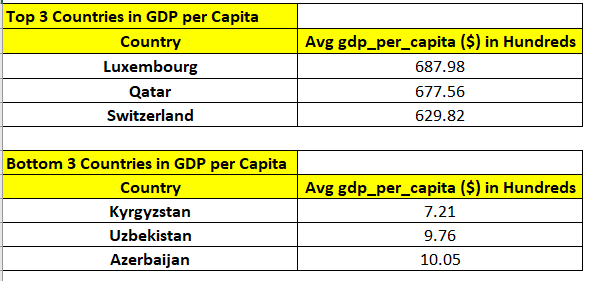 Top 3 Countries in GDP per Capita
Country Avg gdp_per_capita ($) in Hundreds
Luxembourg 687.98
Qatar 677.56
Switzerland 629.82
Bottom 3 Countries in GDP per Capita
Country Avg gdp_per_capita ($) in Hundreds
Kyrgyzstan 7.21
Uzbekistan 9.76
Azerbaijan 10.05